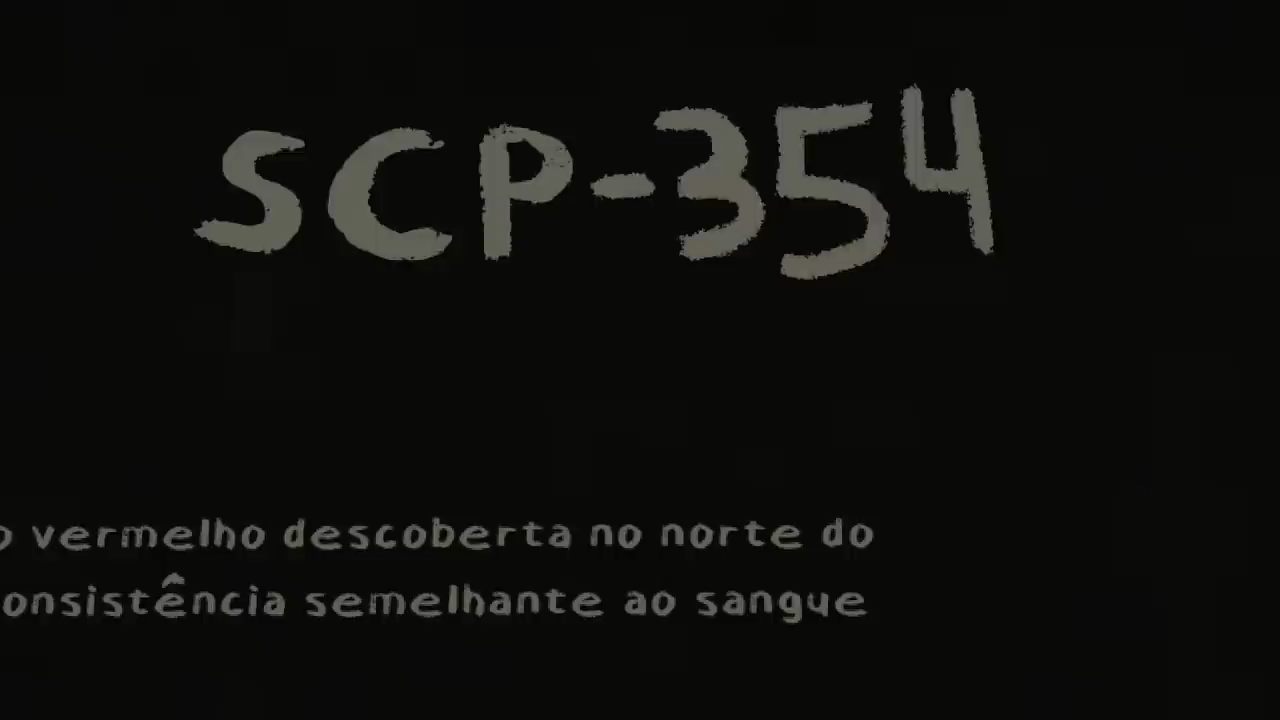 SCP-354
vermelho descoberta no norte do
onsistência semelhante ao sangue